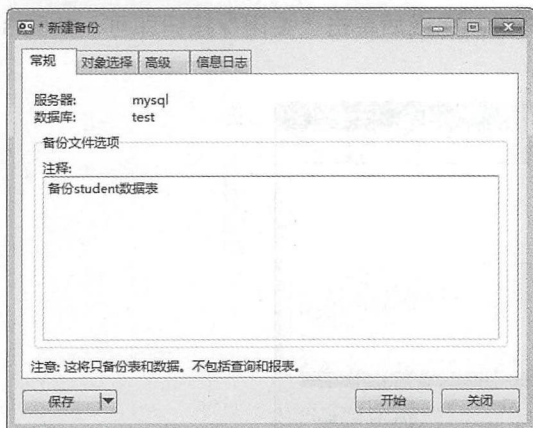 * 新建备份
常规 对象选择 高级 信息日志
服务器: mysql
数据库: test
备份文件选项
注释:
备份student数据表
注意: 这将只备份表和数据。不包括查询和报表。
保存 开始 关闭